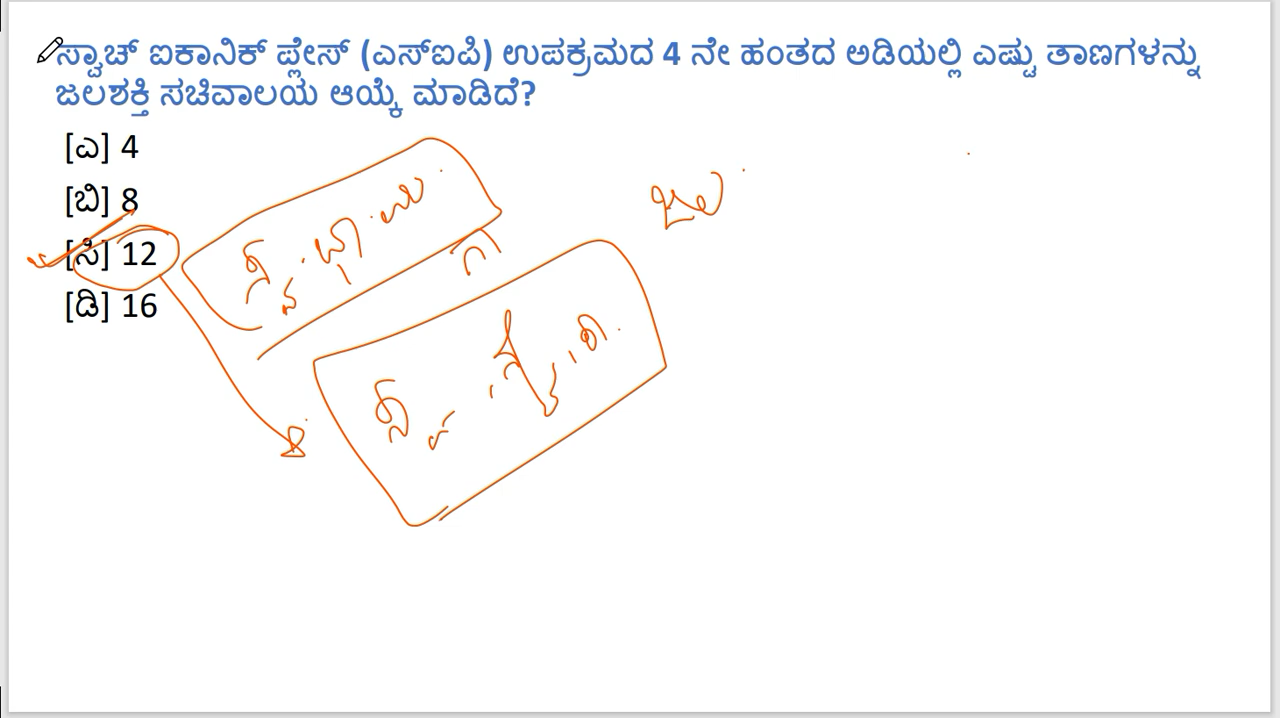 ಸ್ವಾಚ್ ಐಕಾನಿಕ್ ಪ್ಲೇಸ್ (ಎಸ್ಐಪಿ) ಉಪಕ್ರಮದ 4 ನೇ ಹಂತದ ಅಡಿಯಲ್ಲಿ ಎಷ್ಟು ತಾಣಗಳನ್ನು
ಜಲಶಕ್ತಿ ಸಚಿವಾಲಯ ಆಯ್ಕೆ ಮಾಡಿದೆ?
[ಎ] 4
[ಬಿ] 8
[ಸಿ] 12
[ಡಿ] 16
ಜಲ